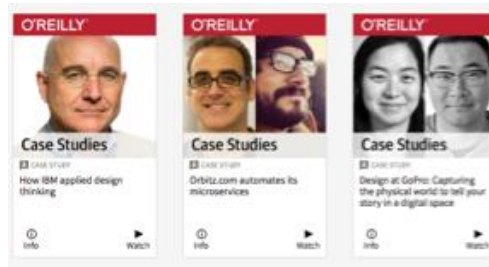 O'REILLY
Case Studies
CASE STUDY
How IBM applied design
thinking
Info
Watch
O'REILLY
Case Studies
CASE STUDY
Orbitz.com automates its
microservices
Info
Watch
O'REILLY
Case Studies
CASE STUDY
Design at GoPro: Capturing
the physical world to tell your
story in a digital space
Info
Watch